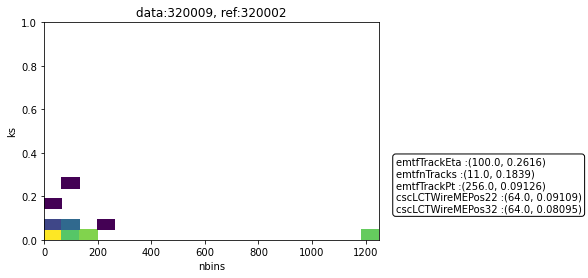 data:320009, ref:320002
1.0
0.8
0.6
0.4
0.2
0.0
ks
0
200
400
600
800
1000
1200
nbins
emtfTrackEta :(100.0, 0.2616)
emtfnTracks :(11.0, 0.1839)
emtfTrackPt :(256.0, 0.09126)
cscLCTWireMEPos22 :(64.0, 0.09109)
cscLCTWireMEPos32 :(64.0, 0.08095)